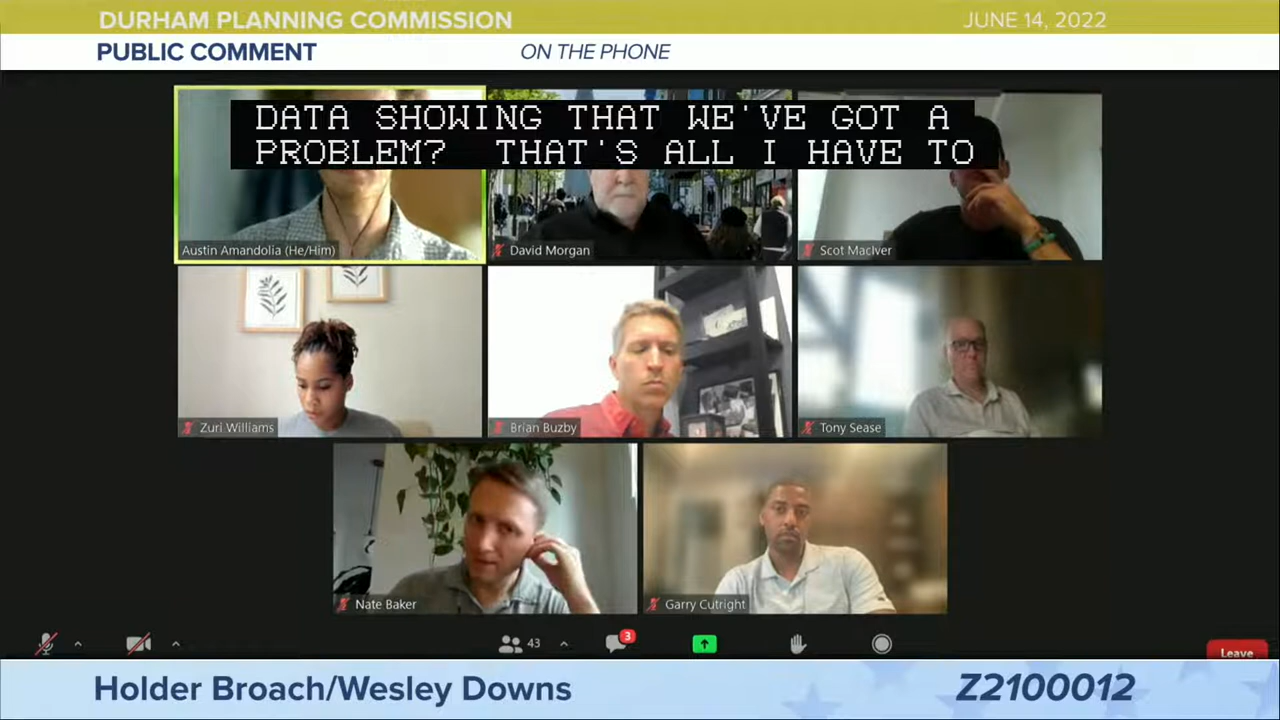 DURHAM PLANNING COMMISSION
JUNE 14, 2022
PUBLIC COMMENT
ON THE PHONE
DATA SHOWING THAT WE'VE GOT A
PROBLEM? THAT'S ALL I HAVE TO
Austin Amandolia (He/Him)
David Morgan
Scot MacIver
Zuri Williams
Brian Buzby
Tony Sease
Nate Baker
Garry Cutright
43
3
Leave
Holder Broach/Wesley Downs
Z2100012